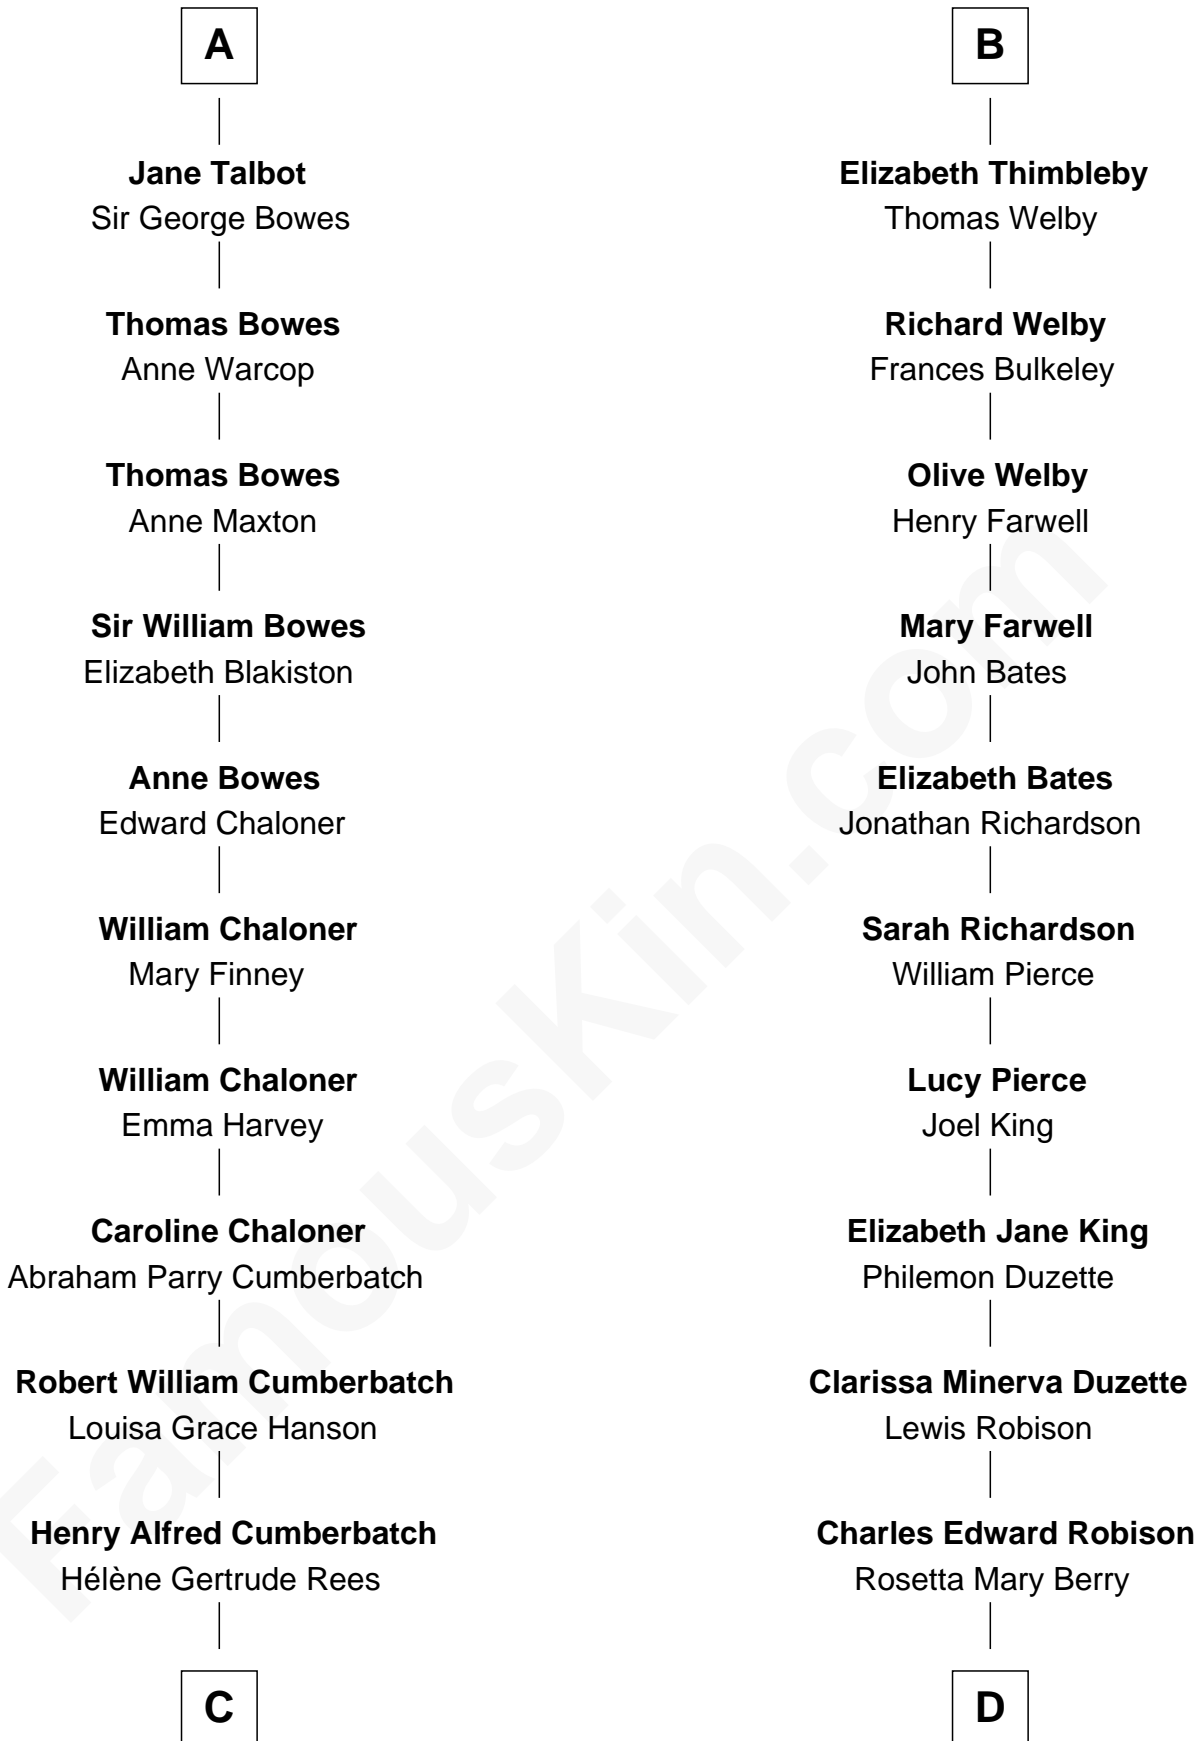 A
Jane Talbot
Sir George Bowes
Thomas Bowes
Anne Warcop
Thomas Bowes
Anne Maxton
Sir William Bowes
Elizabeth Blakiston
Anne Bowes
Edward Chaloner
William Chaloner
Mary Finney
William Chaloner
Emma Harvey
Caroline Chaloner
Abraham Parry Cumberbatch
Robert William Cumberbatch
Louisa Grace Hanson
Henry Alfred Cumberbatch
Hélène Gertrude Rees
C
B
Elizabeth Thimbleby
Thomas Welby
Richard Welby
Frances Bulkeley
Olive Welby
Henry Farwell
Mary Farwell
John Bates
Elizabeth Bates
Jonathan Richardson
Sarah Richardson
William Pierce
Lucy Pierce
Joel King
Elizabeth Jane King
Philemon Duzette
Clarissa Minerva Duzette
Lewis Robison
Charles Edward Robison
Rosetta Mary Berry
D
FamousKin.com